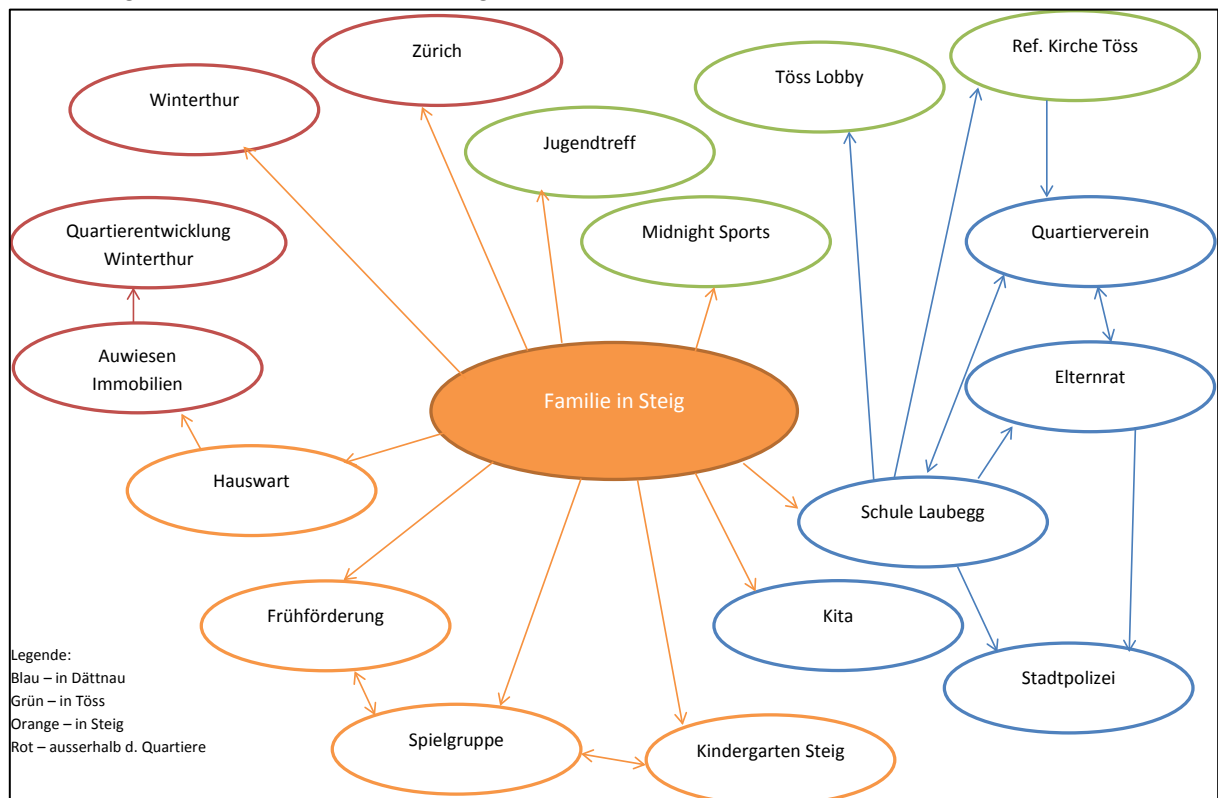 Zürich
Ref. Kirche Töss
Töss Lobby
Winterthur
Jugendtreff
Quartierentwicklung
Winterthur
Midnight Sports
Quartierverein
Auwiesen
Immobilien
Elternrat
Familie in Steig
Hauswart
Schule Laubegg
Frühförderung
Kita
Legende:
Blau – in Dättnau
Grün – in Töss
Orange – in Steig
Rot – ausserhalb d. Quartiere
Stadtpolizei
Spielgruppe
Kindergarten Steig